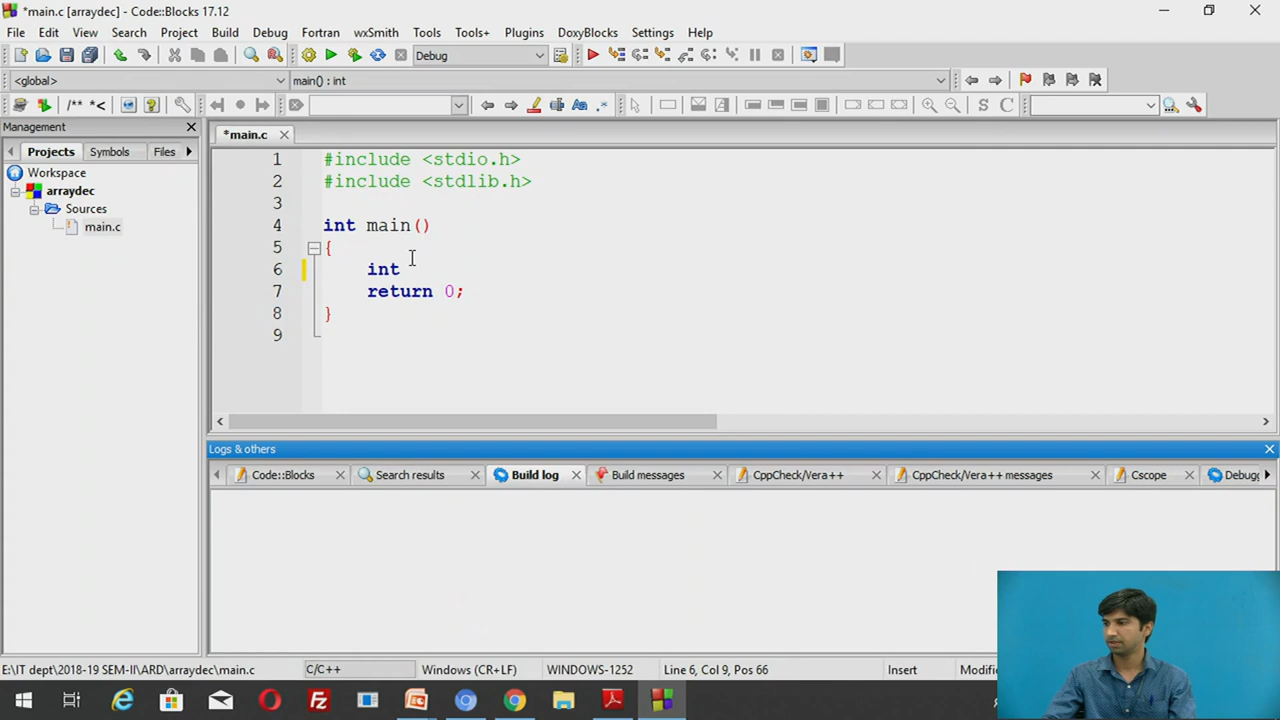 *main.c [arraydec] - Code::Blocks 17.12
File Edit View Search Project Build Debug Fortran wxSmith Tools Tools+ Plugins DoxyBlocks Settings Help
Debug
<global> main() : int
/** *< S C
Management
*main.c
Projects Symbols Files
Workspace
arraydec
Sources
main.c
1 #include <stdio.h>
2 #include <stdlib.h>
3
4 int main()
5 {
6 int
7 return 0;
8 }
9
Logs & others
Code::Blocks Search results Build log Build messages CppCheck/Vera++ CppCheck/Vera++ messages Cscope Debugg
E:\IT dept\2018-19 SEM-II\ARD\arraydec\main.c C/C++ Windows (CR+LF) WINDOWS-1252 Line 6, Col 9, Pos 66 Insert Modif